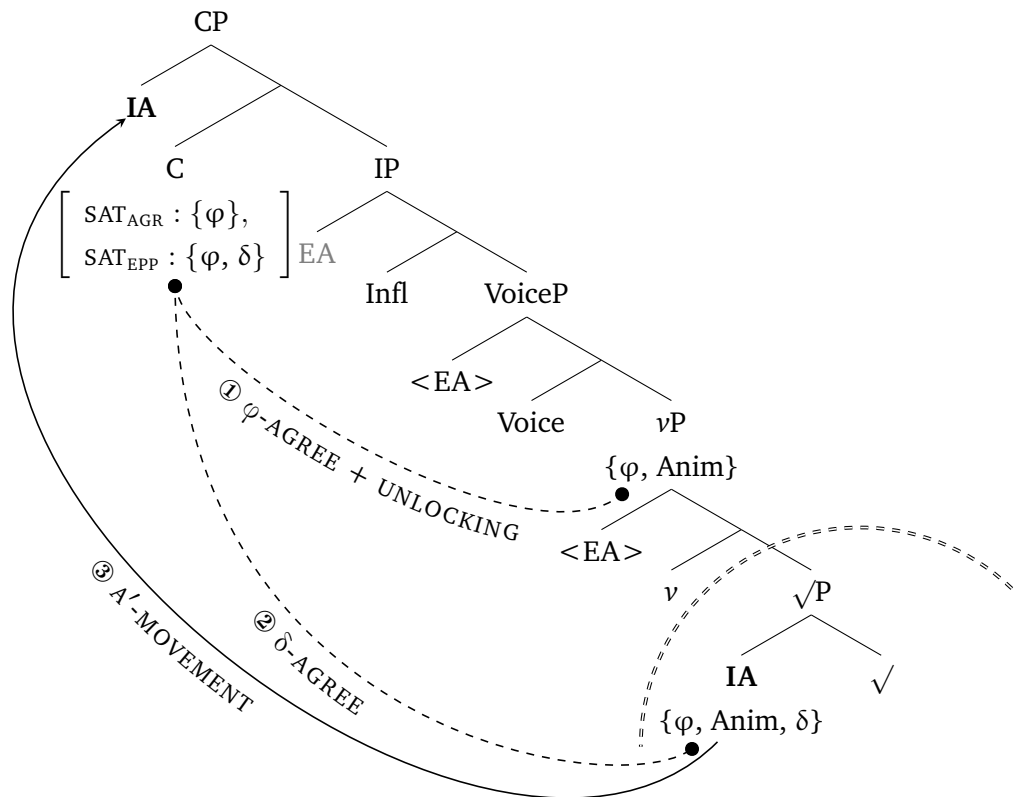 CP
IA
C IP
SAT_AGR : {φ},
SAT_EPP : {φ, δ}
EA
Infl VoiceP
<EA>
Voice vP
{φ, Anim}
① φ-AGREE + UNLOCKING
<EA>
v √P
③ A′-MOVEMENT
② δ-AGREE
IA √
{φ, Anim, δ}